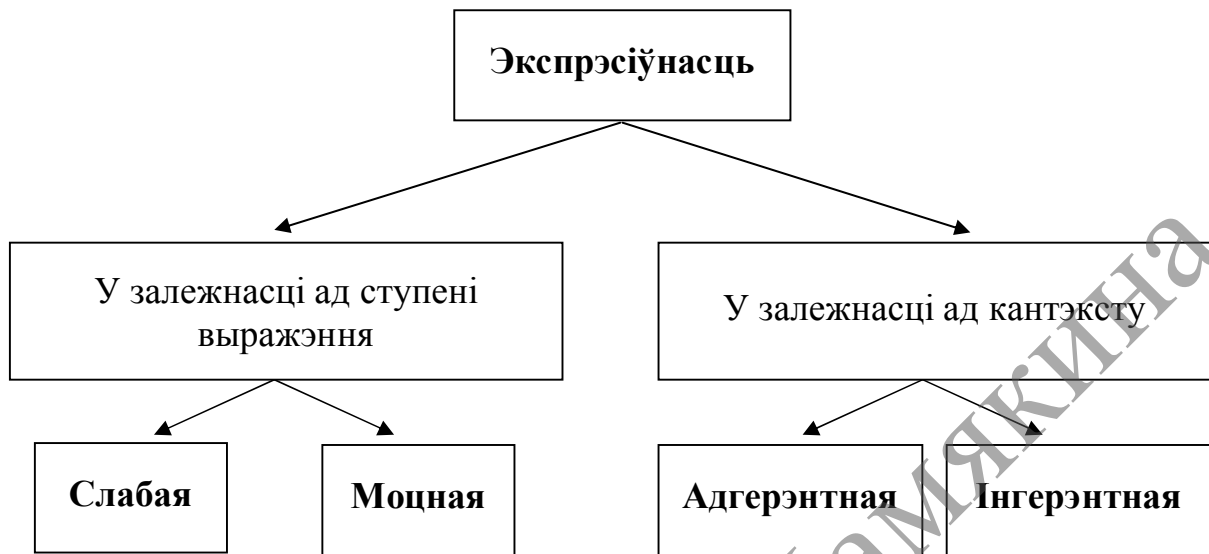 Экспрэсіўнасць
У залежнасці ад ступені
выражэння
У залежнасці ад кантэксту
Слабая
Моцная
Адгерэнтная
Інгерэнтная